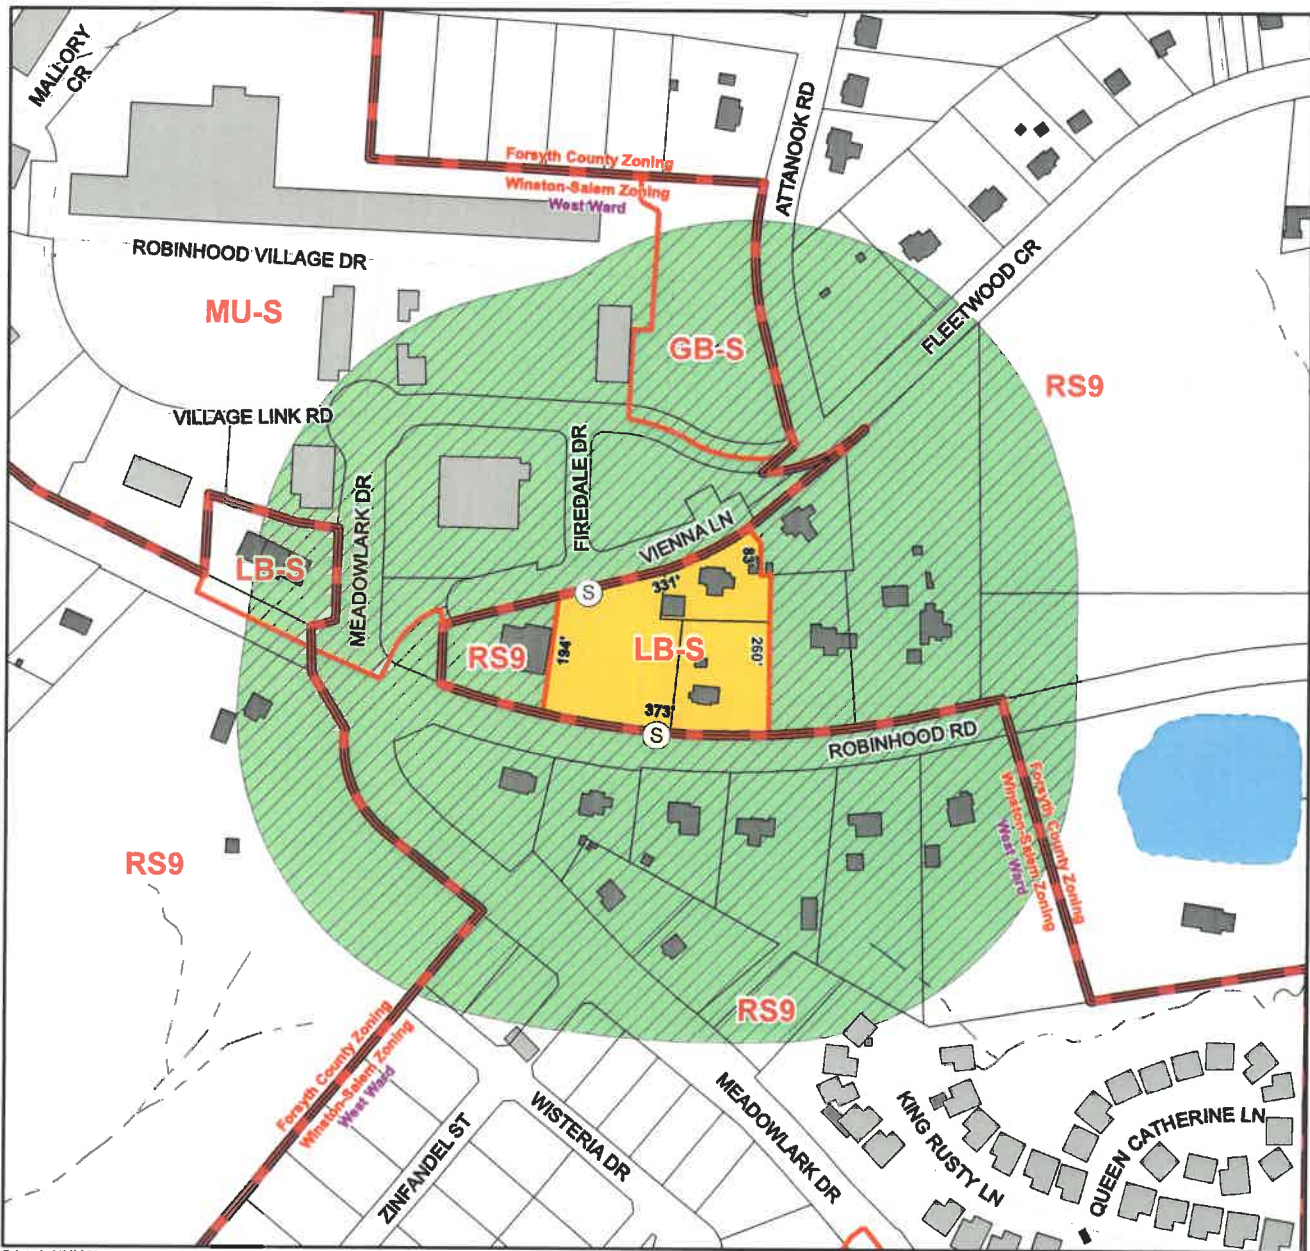 MALLORY
CR
Forsyth County Zoning
Winston-Salem Zoning
West Ward
ATTANOOK RD
ROBINHOOD VILLAGE DR
MU-S
FLEETWOOD CR
GB-S
RS9
VILLAGE LINK RD
FIREDALE DR
MEADOWLARK DR
VIENNA LN
83'
LB-S
331'
S
RS9
194'
LB-S
260'
373'
S
ROBINHOOD RD
Forsyth County Zoning
Winston-Salem Zoning
West Ward
RS9
RS9
Forsyth County Zoning
Winston-Salem Zoning
West Ward
ZINFANDEL ST
WISTERIA DR
MEADOWLARK DR
KING RUSTY LN
QUEEN CATHERINE LN